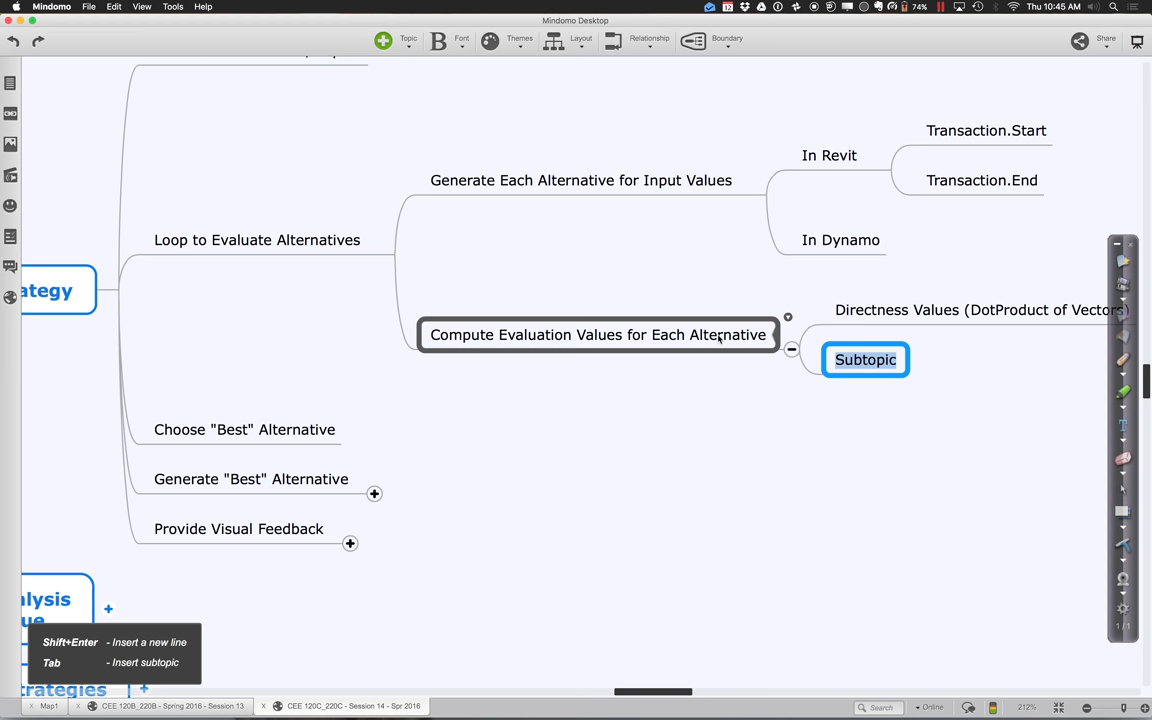 Mindomo File Edit View Tools Help
12 74% Thu 10:45 AM
Mindomo Desktop
Topic B Font Themes Layout Relationship Boundary Share
Transaction.Start
In Revit
Generate Each Alternative for Input Values
Transaction.End
Loop to Evaluate Alternatives
In Dynamo
ategy
Directness Values (DotProduct of Vectors)
Compute Evaluation Values for Each Alternative
Subtopic
Choose "Best" Alternative
Generate "Best" Alternative
Provide Visual Feedback
alysis
ue
Shift+Enter - Insert a new line
Tab - Insert subtopic
1 / 1
trategies
x Map1 x CEE 120B_220B - Spring 2016 - Session 13 x CEE 120C_220C - Session 14 - Spr 2016 Search Online 212%